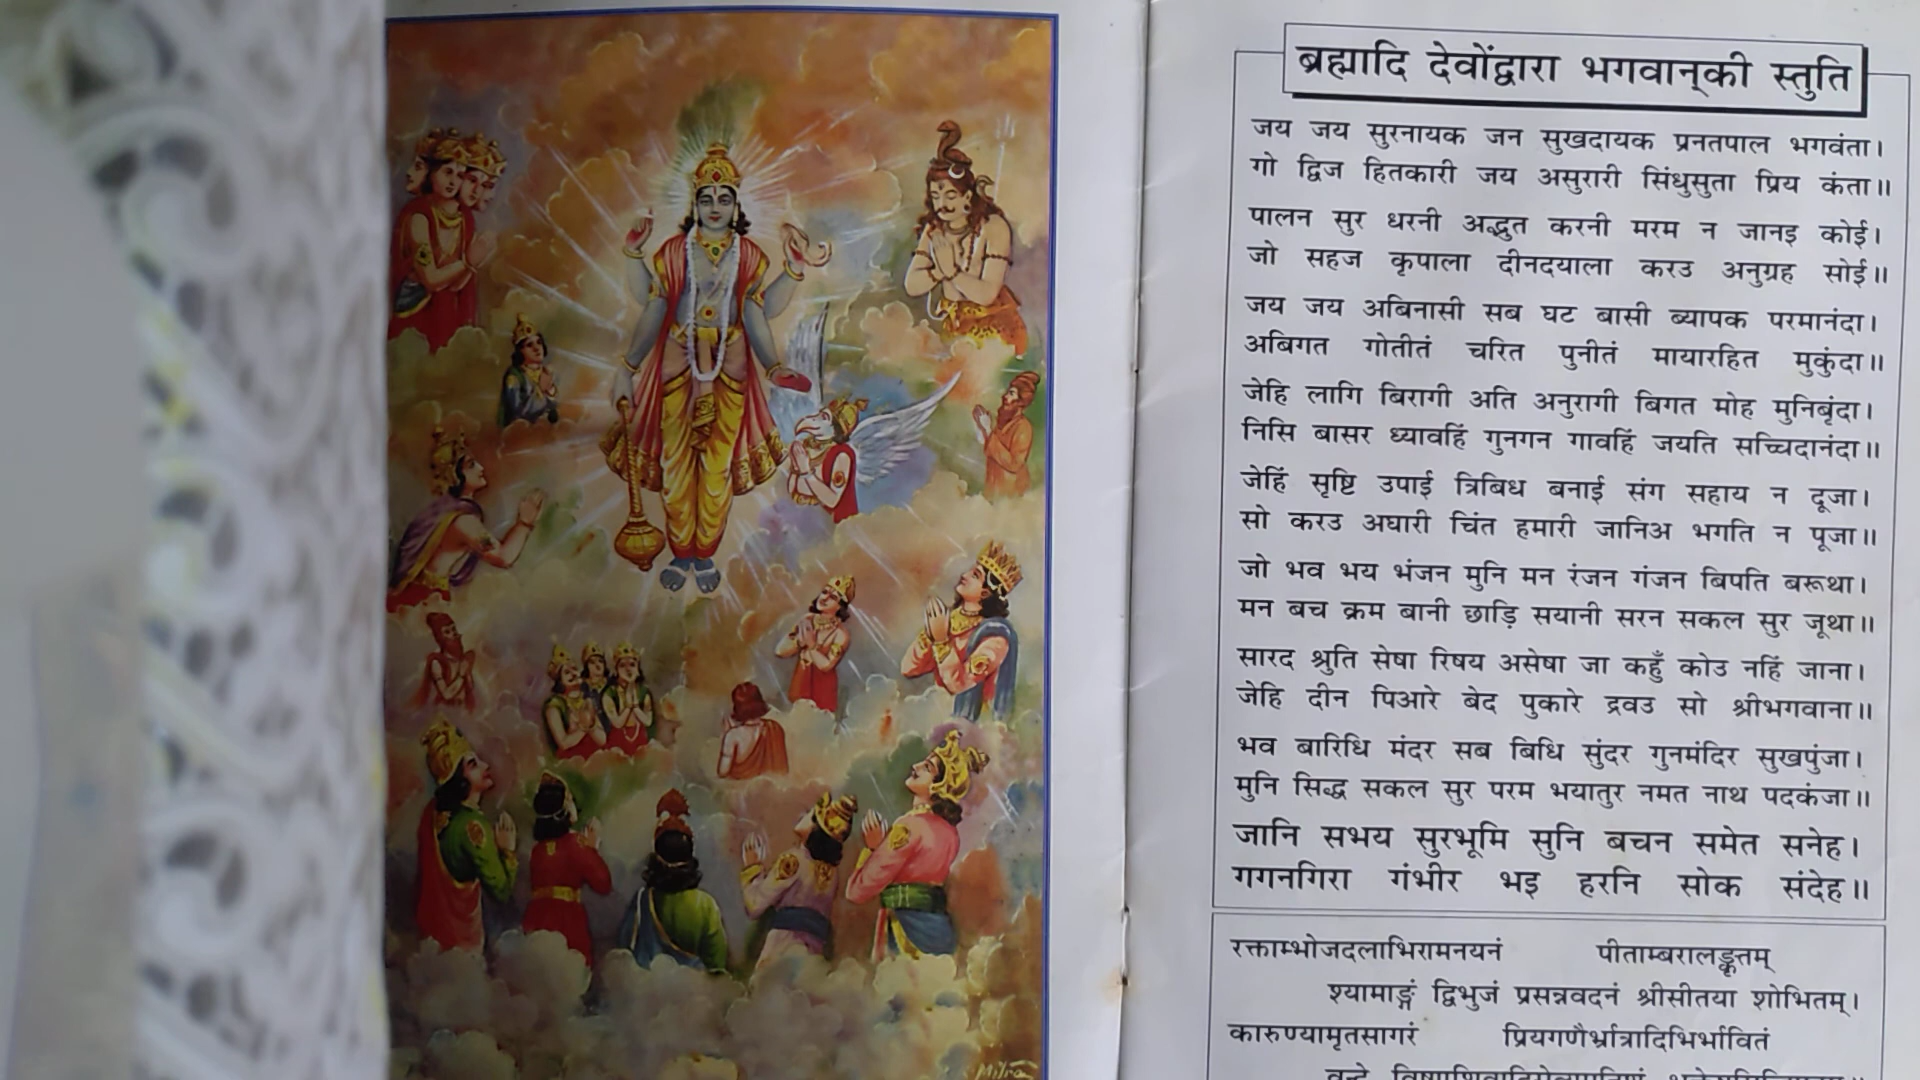 Mitra
ब्रह्मादि देवोंद्वारा भगवान्‌की स्तुति
जय जय सुरनायक जन सुखदायक प्रनतपाल भगवंता।
गो द्विज हितकारी जय असुरारी सिंधुसुता प्रिय कंता॥
पालन सुर धरनी अद्भुत करनी मरम न जानइ कोई।
जो सहज कृपाला दीनदयाला करउ अनुग्रह सोई॥
जय जय अबिनासी सब घट बासी ब्यापक परमानंदा।
अबिगत गोतीतं चरित पुनीतं मायारहित मुकुंदा॥
जेहि लागि बिरागी अति अनुरागी बिगत मोह मुनिबृंदा।
निसि बासर ध्यावहिं गुनगन गावहिं जयति सच्चिदानंदा॥
जेहिं सृष्टि उपाई त्रिबिध बनाई संग सहाय न दूजा।
सो करउ अघारी चिंत हमारी जानिअ भगति न पूजा॥
जो भव भय भंजन मुनि मन रंजन गंजन बिपति बरूथा।
मन बच क्रम बानी छाड़ि सयानी सरन सकल सुर जूथा॥
सारद श्रुति सेषा रिषय असेषा जा कहुँ कोउ नहिं जाना।
जेहि दीन पिआरे बेद पुकारे द्रवउ सो श्रीभगवाना॥
भव बारिधि मंदर सब बिधि सुंदर गुनमंदिर सुखपुंजा।
मुनि सिद्ध सकल सुर परम भयातुर नमत नाथ पदकंजा॥
जानि सभय सुरभूमि सुनि बचन समेत सनेह।
गगनगिरा गंभीर भइ हरनि सोक संदेह॥
रक्ताम्भोजदलाभिरामनयनं पीताम्बरालङ्कृतम्
श्यामाङ्गं द्विभुजं प्रसन्नवदनं श्रीसीतया शोभितम्।
कारुण्यामृतसागरं प्रियगणैर्भ्रात्रादिभिर्भावितं
वन्दे